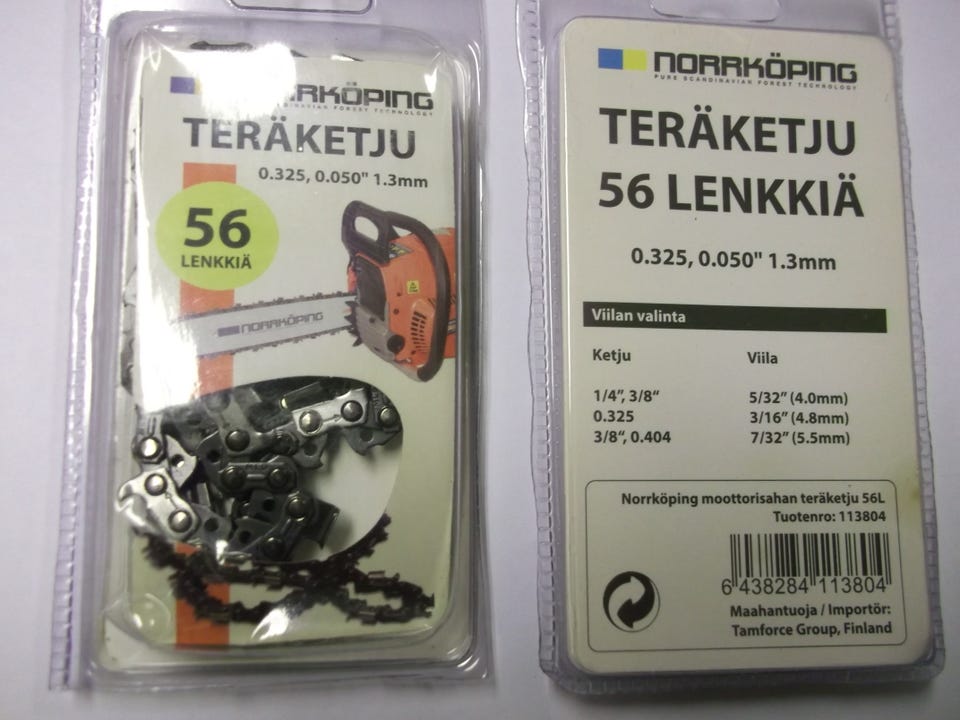 RKÖPING
TERÄKETJU
0.325, 0.050" 1.3mm
56
LENKKIÄ
NORRKÖPING
NORRKÖPING
PURE SCANDINAVIAN FOREST TECHNOLOGY
TERÄKETJU
56 LENKKIÄ
0.325, 0.050" 1.3mm
Viilan valinta
Ketju Viila
1/4”, 3/8“ 5/32” (4.0mm)
0.325 3/16” (4.8mm)
3/8“, 0.404 7/32” (5.5mm)
Norrköping moottorisahan teräketju 56L
Tuotenro: 113804
6 438284 113804
Maahantuoja / Importör:
Tamforce Group, Finland